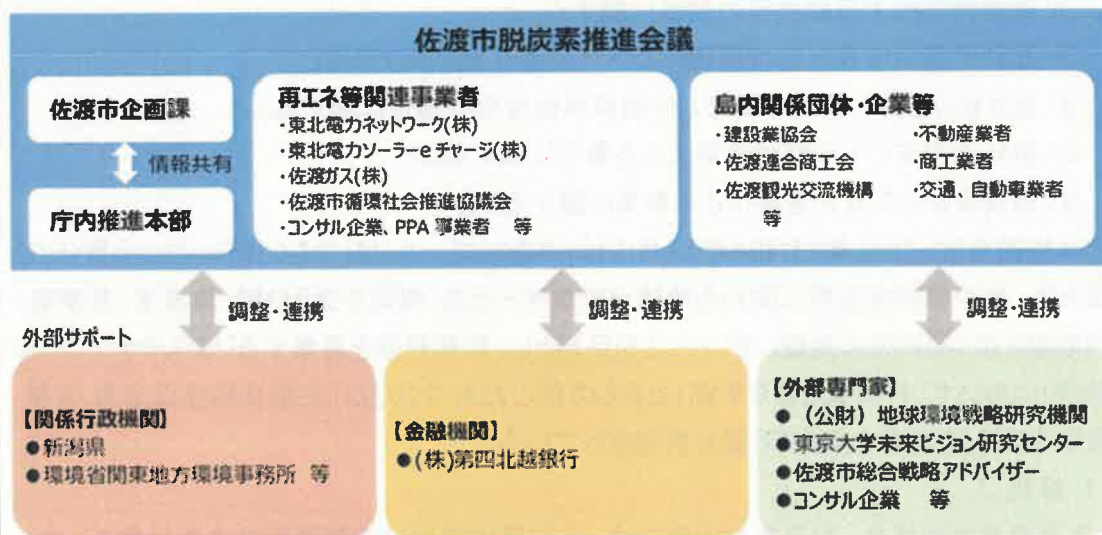 佐渡市脱炭素推進会議
佐渡市企画課
情報共有
庁内推進本部
再エネ等関連事業者
・東北電力ネットワーク(株)
・東北電力ソーラーeチャージ(株)
・佐渡ガス(株)
・佐渡市循環社会推進協議会
・コンサル企業、PPA 事業者 等
島内関係団体・企業等
・建設業協会
・佐渡連合商工会
・佐渡観光交流機構
・不動産業者
・商工業者
・交通、自動車業者
等
調整・連携
調整・連携
調整・連携
外部サポート
【関係行政機関】
●新潟県
●環境省関東地方環境事務所 等
【金融機関】
●(株)第四北越銀行
【外部専門家】
●（公財）地球環境戦略研究機関
●東京大学未来ビジョン研究センター
●佐渡市総合戦略アドバイザー
●コンサル企業 等